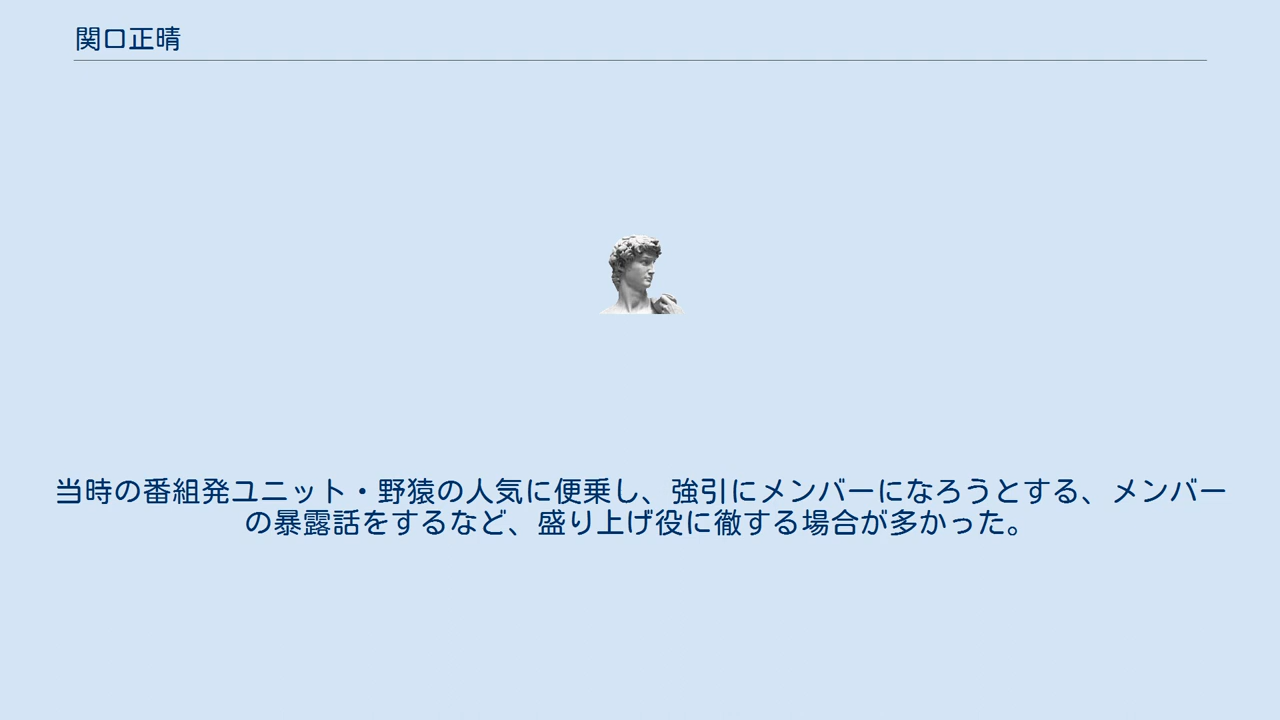 関口正晴
当時の番組発ユニット・野猿の人気に便乗し、強引にメンバーになろうとする、メンバー
の暴露話をするなど、盛り上げ役に徹する場合が多かった。